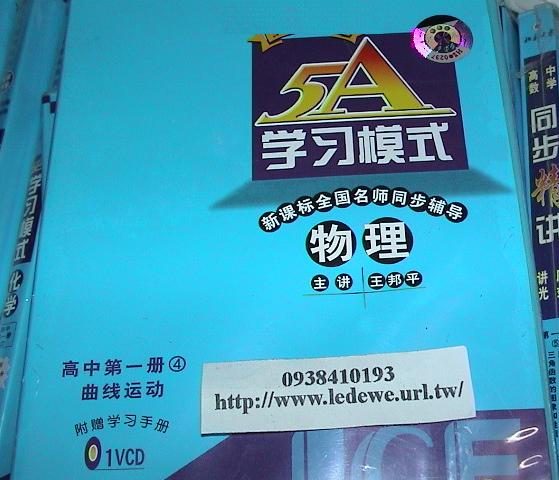 5A
学习模式
新课标全国名师同步辅导
物理
主讲 王邦平
高中第一册④
曲线运动
附赠学习手册
1VCD
0938410193
http://www.ledewe.url.tw/
学习模式
化学
高中
数学
同步精讲